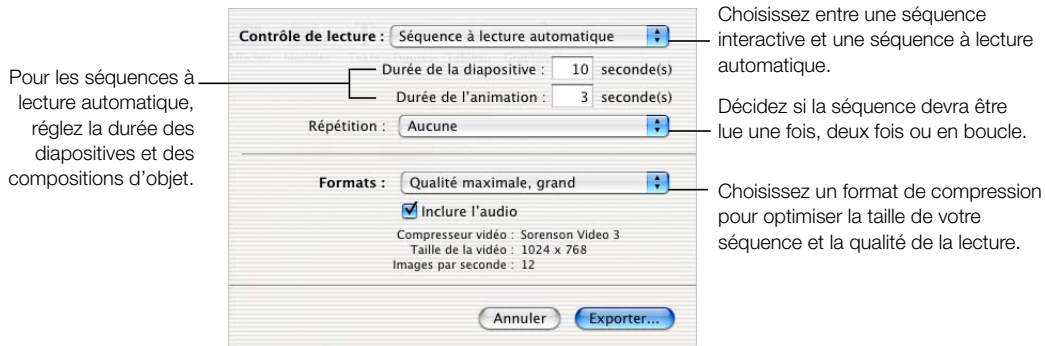 Pour les séquences à
lecture automatique,
réglez la durée des
diapositives et des
compositions d'objet.
Contrôle de lecture : Séquence à lecture automatique
Durée de la diapositive : 10 seconde(s)
Durée de l'animation : 3 seconde(s)
Répétition : Aucune
Formats : Qualité maximale, grand
Inclure l'audio
Compresseur vidéo : Sorenson Video 3
Taille de la vidéo : 1024 x 768
Images par seconde : 12
Annuler Exporter...
Choisissez entre une séquence
interactive et une séquence à lecture
automatique.
Décidez si la séquence devra être
lue une fois, deux fois ou en boucle.
Choisissez un format de compression
pour optimiser la taille de votre
séquence et la qualité de la lecture.